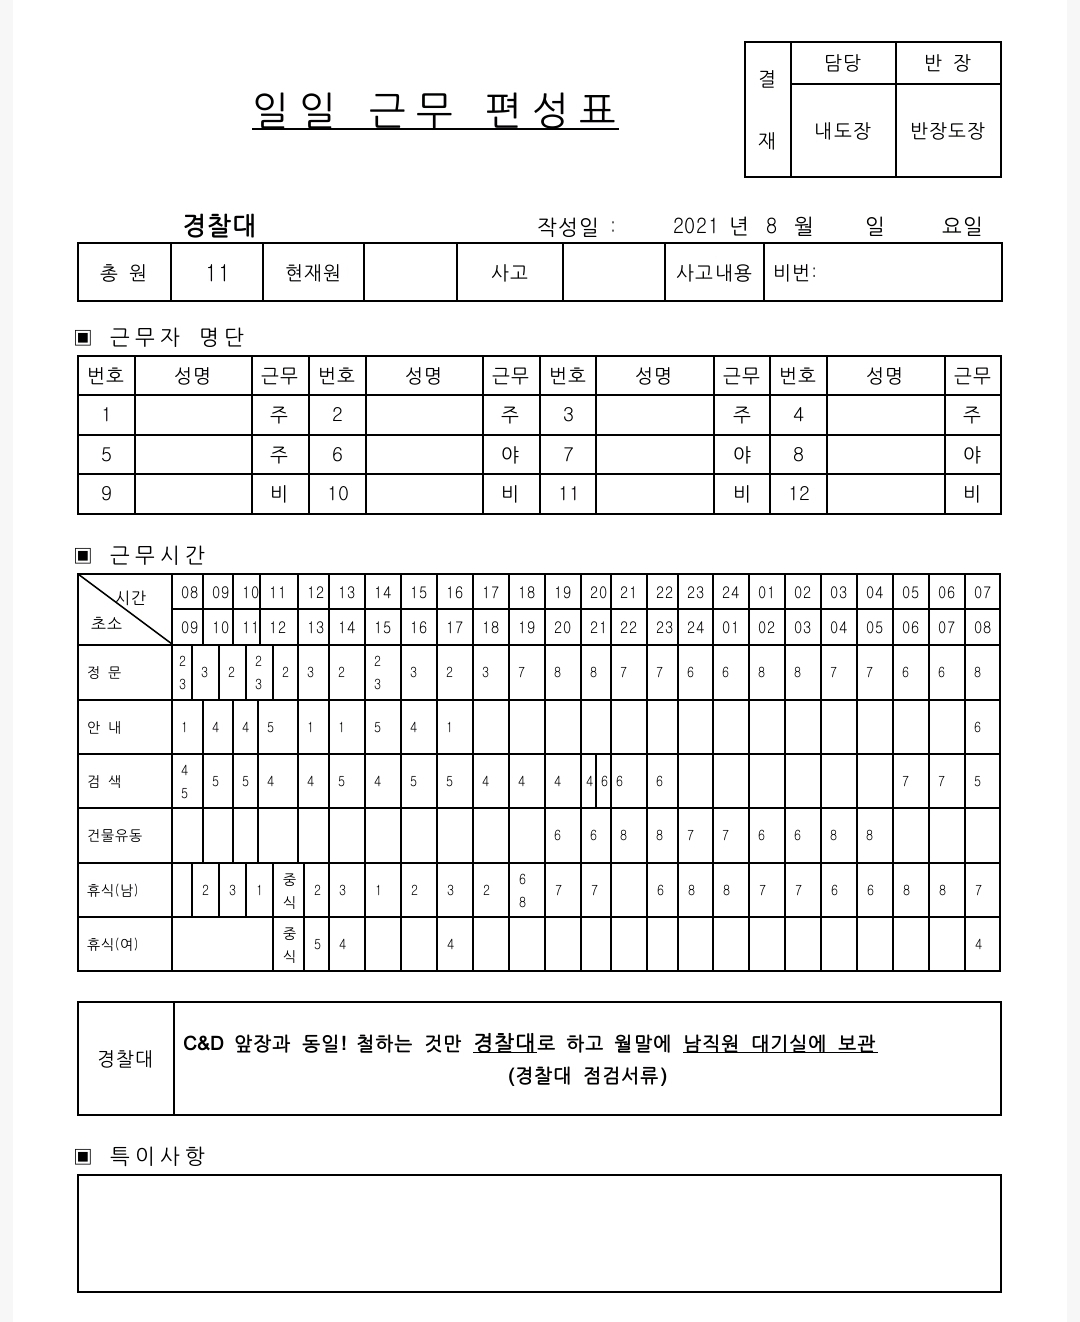 결 담당 반 장
재 내도장 반장도장
일일 근무 편성표
경찰대 작성일 : 2021 년 8 월 일 요일
총 원 11 현재원 사고 사고내용 비번:
▣ 근무자 명단
번호 성명 근무 번호 성명 근무 번호 성명 근무 번호 성명 근무
1 주 2 주 3 주 4 주
5 주 6 야 7 야 8 야
9 비 10 비 11 비 12 비
▣ 근무시간
시간 08 09 10 11 12 13 14 15 16 17 18 19 20 21 22 23 24 01 02 03 04 05 06 07
초소 09 10 11 12 13 14 15 16 17 18 19 20 21 22 23 24 01 02 03 04 05 06 07 08
정 문 2 3 3 2 2 3 2 3 2 2 3 3 2 3 7 8 8 7 7 6 6 8 8 7 7 6 6 8
안 내 1 4 4 5 1 1 5 4 1 6
검 색 4 5 5 5 4 4 5 4 5 5 4 4 4 4 6 6 6 7 7 5
건물유동 6 6 8 8 7 7 6 6 8 8
휴식(남) 2 3 1 중식 2 3 1 2 3 2 6 8 7 7 6 8 8 7 7 6 6 8 8 7
휴식(여) 중식 5 4 4 4
경찰대
C&D 앞장과 동일! 철하는 것만 경찰대로 하고 월말에 남직원 대기실에 보관
(경찰대 점검서류)
▣ 특이사항